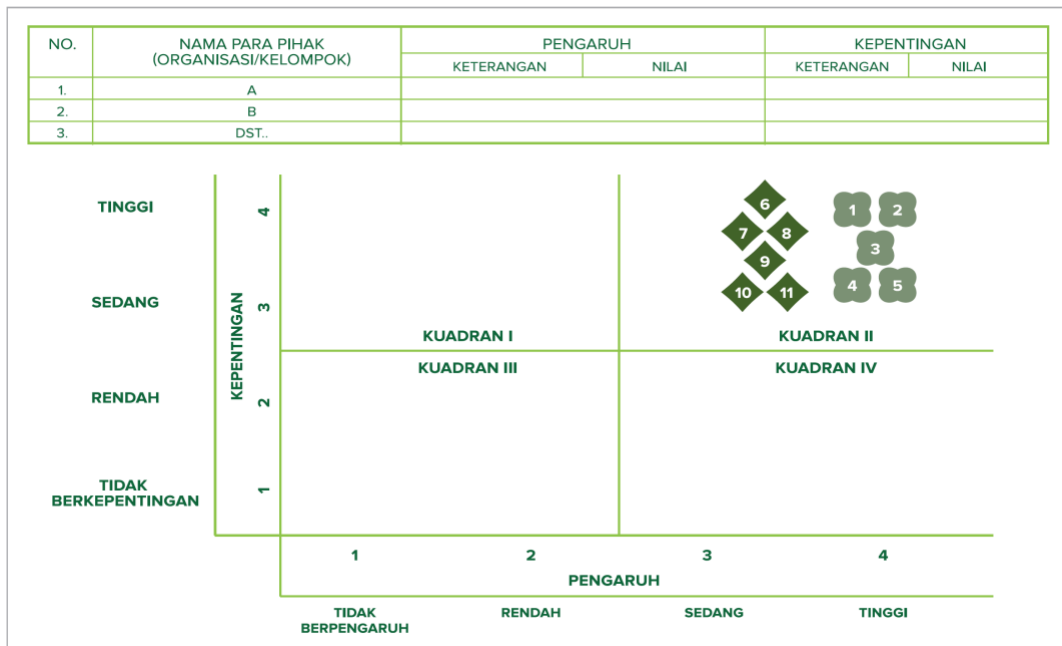 NO.
NAMA PARA PIHAK
(ORGANISASI/KELOMPOK)
PENGARUH
KEPENTINGAN
KETERANGAN
NILAI
KETERANGAN
NILAI
1.
A
2.
B
3.
DST..
TINGGI
SEDANG
RENDAH
TIDAK
BERKEPENTINGAN
KEPENTINGAN
4
3
2
1
6
7
8
9
10
11
1
2
3
4
5
KUADRAN I
KUADRAN II
KUADRAN III
KUADRAN IV
1
2
3
4
PENGARUH
TIDAK
BERPENGARUH
RENDAH
SEDANG
TINGGI